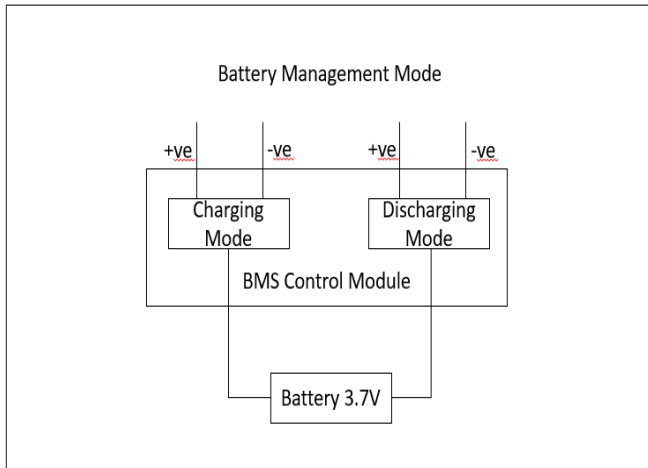 Battery Management Mode
+ve -ve +ve -ve
Charging Discharging
Mode Mode
BMS Control Module
Battery 3.7V